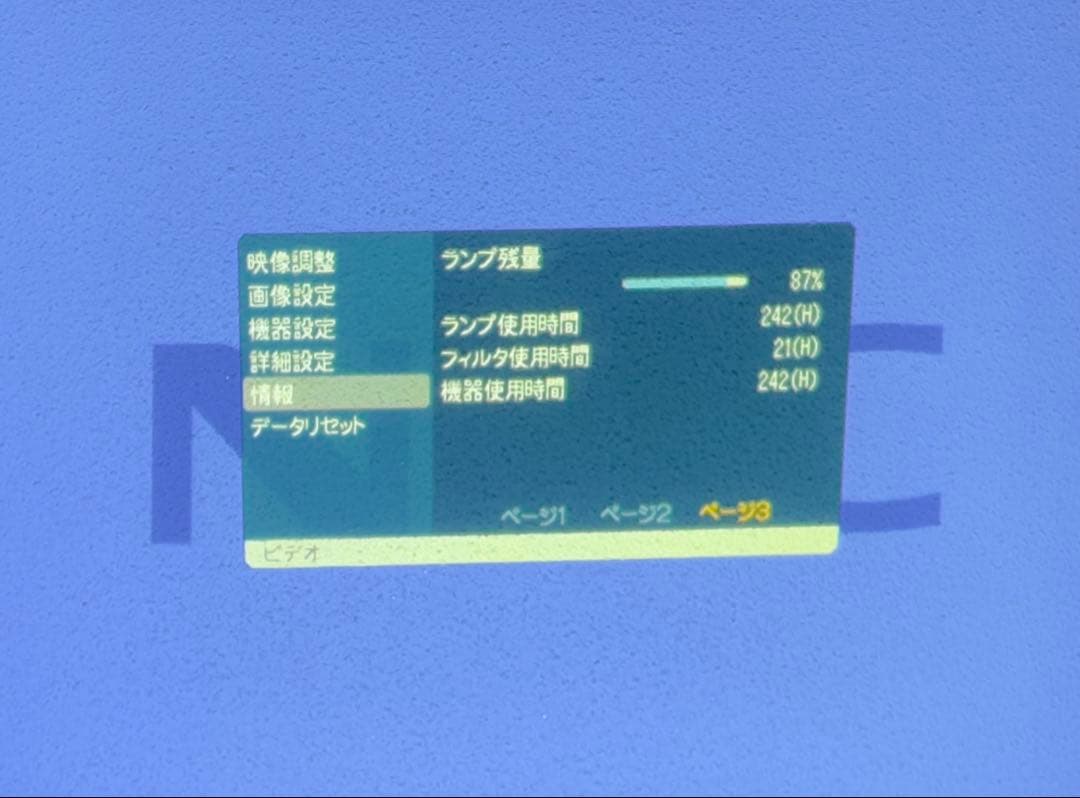 映像調整
画像設定
機器設定
詳細設定
情報
データリセット
ランプ残量
87%
ランプ使用時間 242(H)
フィルタ使用時間 21(H)
機器使用時間 242(H)
ページ1 ページ2 ページ3
ビデオ